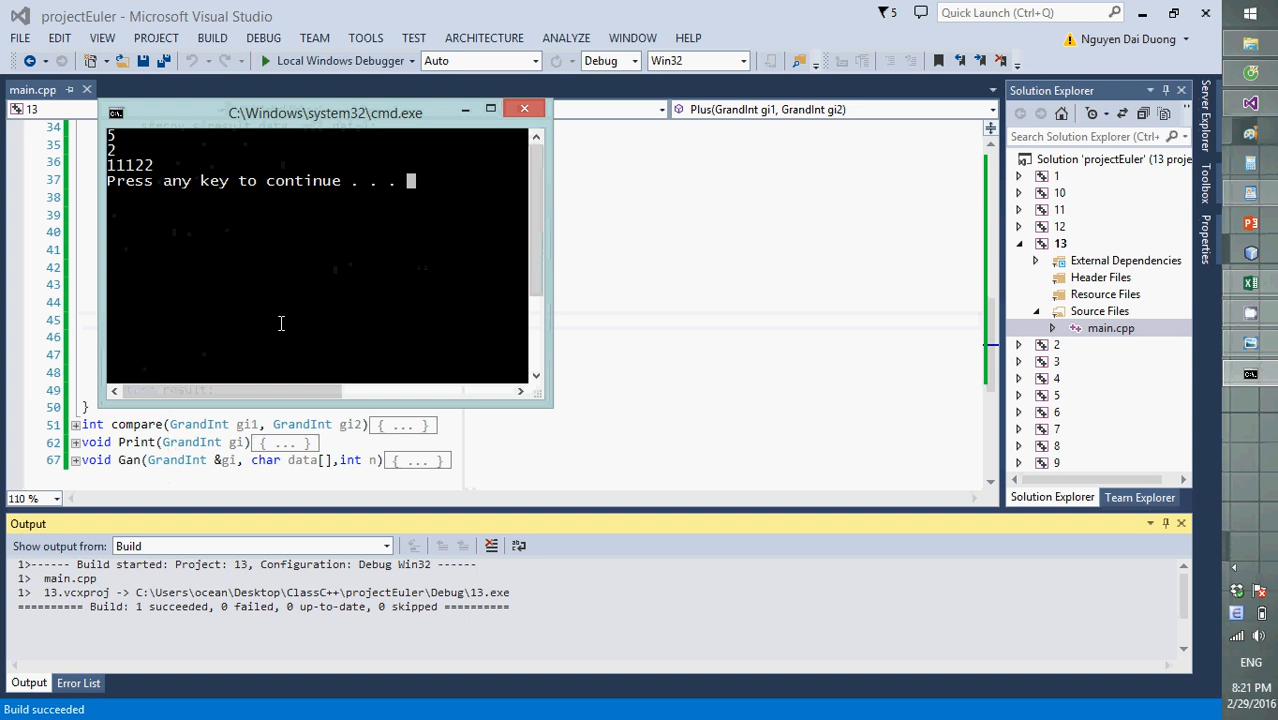 projectEuler - Microsoft Visual Studio
5
Quick Launch (Ctrl+Q)
FILE EDIT VIEW PROJECT BUILD DEBUG TEAM TOOLS TEST ARCHITECTURE ANALYZE WINDOW HELP
Nguyen Dai Duong
Local Windows Debugger
Auto
Debug
Win32
main.cpp
13
Plus(GrandInt gi1, GrandInt gi2)
C:\Windows\system32\cmd.exe
5
2
11122
Press any key to continue . . .
34
35
36
37
38
39
40
41
42
43
44
45
46
47
48
49
50 }
51 int compare(GrandInt gi1, GrandInt gi2){ ... }
62 void Print(GrandInt gi){ ... }
67 void Gan(GrandInt &gi, char data[],int n){ ... }
110 %
Solution Explorer
Search Solution Explorer (Ctrl+
Solution 'projectEuler' (13 proje
1
10
11
12
13
External Dependencies
Header Files
Resource Files
Source Files
main.cpp
2
3
4
5
6
7
8
9
Solution Explorer Team Explorer
Server Explorer
Toolbox
Properties
Output
Show output from: Build
1>------ Build started: Project: 13, Configuration: Debug Win32 ------
1> main.cpp
1> 13.vcxproj -> C:\Users\ocean\Desktop\ClassC++\projectEuler\Debug\13.exe
========== Build: 1 succeeded, 0 failed, 0 up-to-date, 0 skipped ==========
Output Error List
Build succeeded
ENG
8:21 PM
2/29/2016